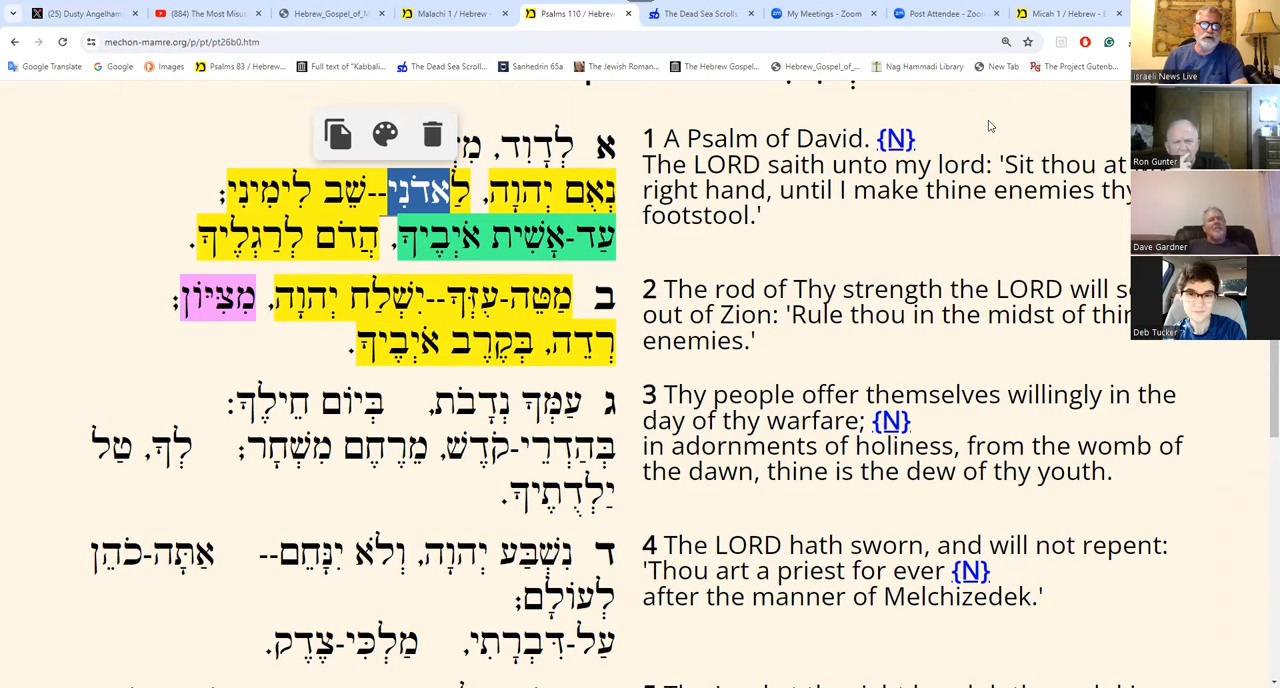 (25) Dusty Angelham
(884) The Most Misu
Hebrew_Gospel_of_M
Malachi 1 / Hebrew
Psalms 110 / Hebrew
The Dead Sea Scrolls
My Meetings - Zoom
Post Attendee - Zoom
Micah 1 / Hebrew - E
mechon-mamre.org/p/pt/pt26b0.htm
Google Translate
Google
Images
Psalms 83 / Hebrew...
Full text of "Kabbali...
The Dead Sea Scroll...
Sanhedrin 65a
The Jewish Roman...
The Hebrew Gospel...
Hebrew_Gospel_of_...
Nag Hammadi Library
New Tab
The Project Gutenb...
Israeli News Live
Ron Gunter
Dave Gardner
Deb Tucker
א לְדָוִד,
נְאֻם יְהוָה, לַאדֹנִי--שֵׁב לִימִינִי;
עַד-אָשִׁית אֹיְבֶיךָ, הֲדֹם לְרַגְלֶיךָ.
ב מַטֵּה-עֻזְּךָ--יִשְׁלַח יְהוָה, מִצִּיּוֹן;
רְדֵה, בְּקֶרֶב אֹיְבֶיךָ.
ג עַמְּךָ נְדָבֹת, בְּיוֹם חֵילֶךָ:
בְּהַדְרֵי-קֹדֶשׁ, מֵרֶחֶם מִשְׁחָר; לְךָ, טַל
יַלְדֻתֶיךָ.
ד נִשְׁבַּע יְהוָה, וְלֹא יִנָּחֵם-- אַתָּה-כֹהֵן
לְעוֹלָם;
עַל-דִּבְרָתִי, מַלְכִּי-צֶדֶק.
1 A Psalm of David. {N}
The LORD saith unto my lord: 'Sit thou at
right hand, until I make thine enemies thy
footstool.'
2 The rod of Thy strength the LORD will s
out of Zion: 'Rule thou in the midst of thin
enemies.'
3 Thy people offer themselves willingly in the
day of thy warfare; {N}
in adornments of holiness, from the womb of
the dawn, thine is the dew of thy youth.
4 The LORD hath sworn, and will not repent:
'Thou art a priest for ever {N}
after the manner of Melchizedek.'